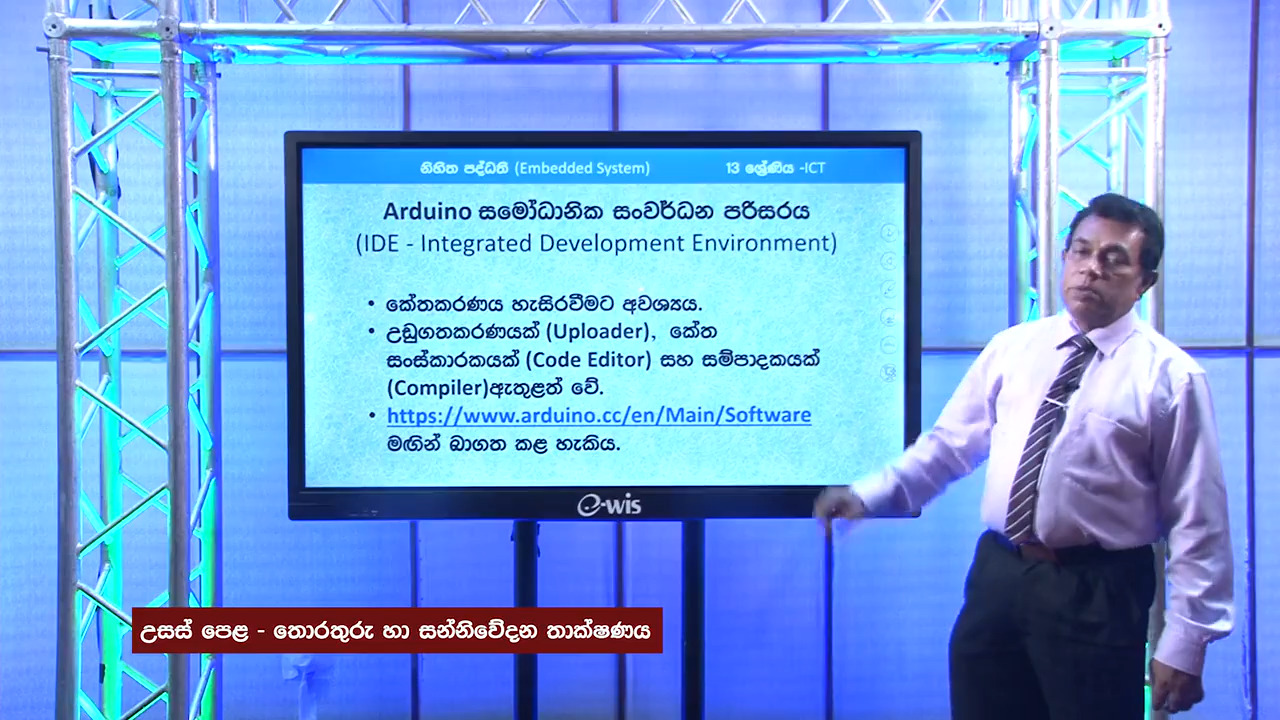 නිහිත පද්ධති (Embedded System) 13 ශ්‍රේණිය -ICT
Arduino සමෝධානික සංවර්ධන පරිසරය
(IDE - Integrated Development Environment)
• කේතකරණය හැසිරවීමට අවශ්‍යය.
• උඩුගතකරණයක් (Uploader), කේත
සංස්කාරකයක් (Code Editor) සහ සම්පාදකයක්
(Compiler)ඇතුළත් වේ.
• https://www.arduino.cc/en/Main/Software
මඟින් බාගත කළ හැකිය.
e-wis
උසස් පෙළ - තොරතුරු හා සන්නිවේදන තාක්ෂණය